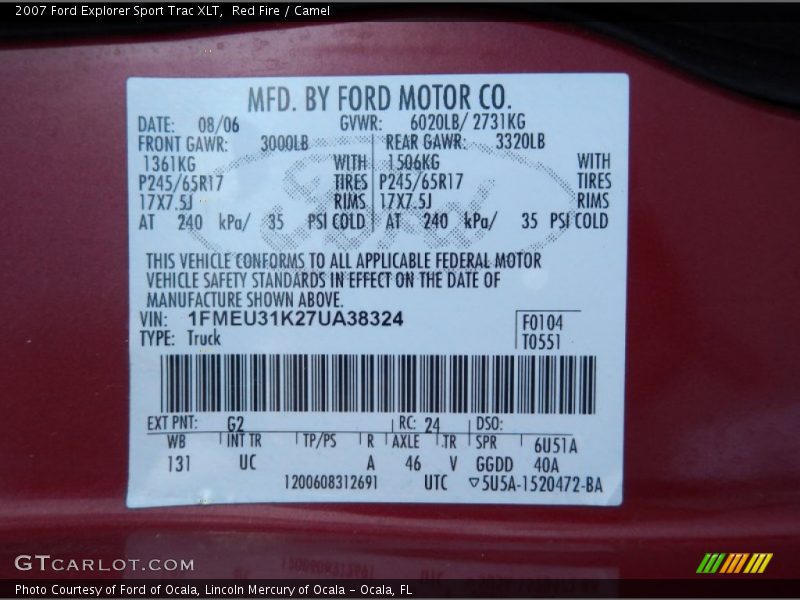 2007 Ford Explorer Sport Trac XLT,  Red Fire / Camel
MFD. BY FORD MOTOR CO.
DATE: 08/06 GVWR: 6020LB/ 2731KG
FRONT GAWR: 3000LB REAR GAWR: 3320LB
1361KG WITH 1506KG WITH
P245/65R17 TIRES P245/65R17 TIRES
17X7.5J RIMS 17X7.5J RIMS
AT 240 kPa/ 35 PSI COLD AT 240 kPa/ 35 PSI COLD
Ford
THIS VEHICLE CONFORMS TO ALL APPLICABLE FEDERAL MOTOR
VEHICLE SAFETY STANDARDS IN EFFECT ON THE DATE OF
MANUFACTURE SHOWN ABOVE.
VIN: 1FMEU31K27UA38324 F0104
TYPE: Truck T0551
EXT PNT: G2 RC: 24 DSO:
WB INT TR TP/PS R AXLE TR SPR 6U51A
131 UC A 46 V GGDD 40A
1200608312691 UTC ▽5U5A-1520472-BA
GTCARLOT.COM
Photo Courtesy of Ford of Ocala, Lincoln Mercury of Ocala - Ocala, FL